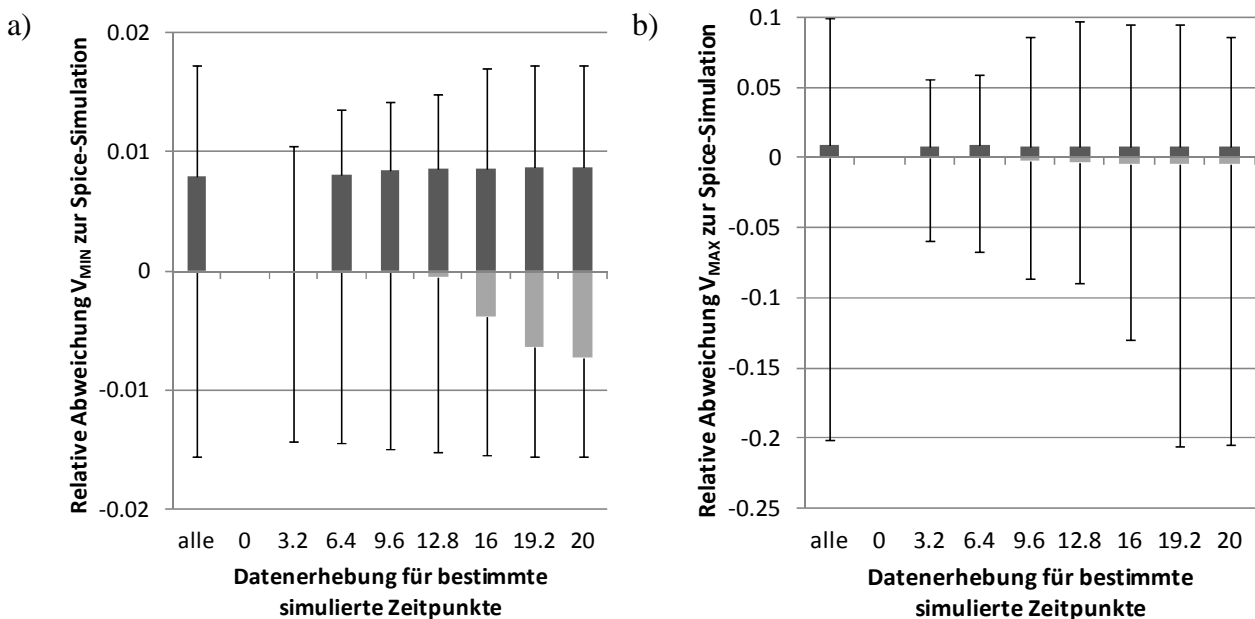 a)
Relative Abweichung VMIN zur Spice-Simulation
0.02
0.01
0
-0.01
-0.02
alle 0 3.2 6.4 9.6 12.8 16 19.2 20
Datenerhebung für bestimmte
simulierte Zeitpunkte
b)
Relative Abweichung VMAX zur Spice-Simulation
0.1
0.05
0
-0.05
-0.1
-0.15
-0.2
-0.25
alle 0 3.2 6.4 9.6 12.8 16 19.2 20
Datenerhebung für bestimmte
simulierte Zeitpunkte